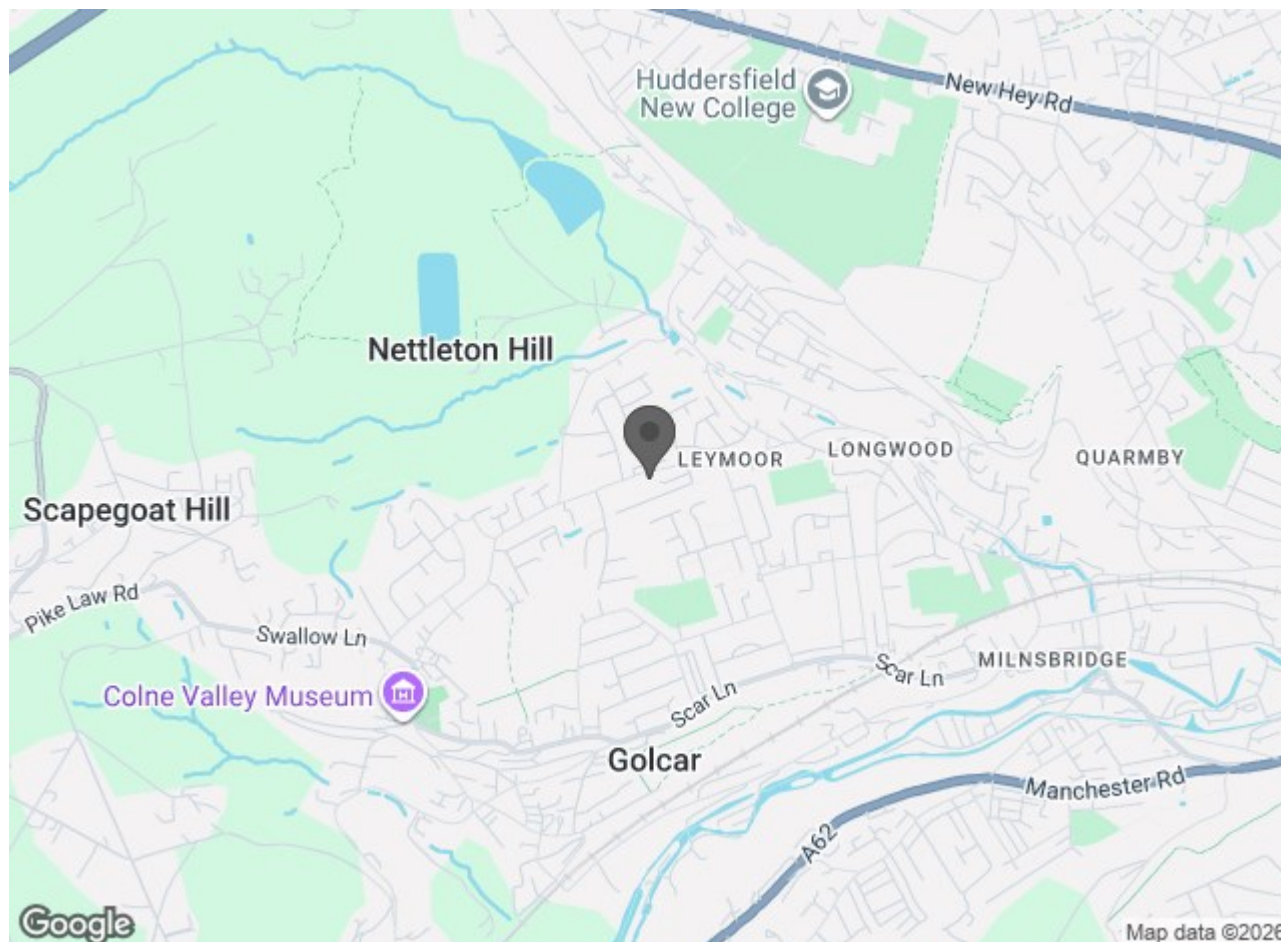 Huddersfield
New College
New Hey Rd
Nettleton Hill
LEYMOOR
LONGWOOD
QUARMBY
Scapegoat Hill
Pike Law Rd
Swallow Ln
Colne Valley Museum
Scar Ln
Scar Ln
MILNSBRIDGE
Golcar
Manchester Rd
A62
Google
Map data ©2026